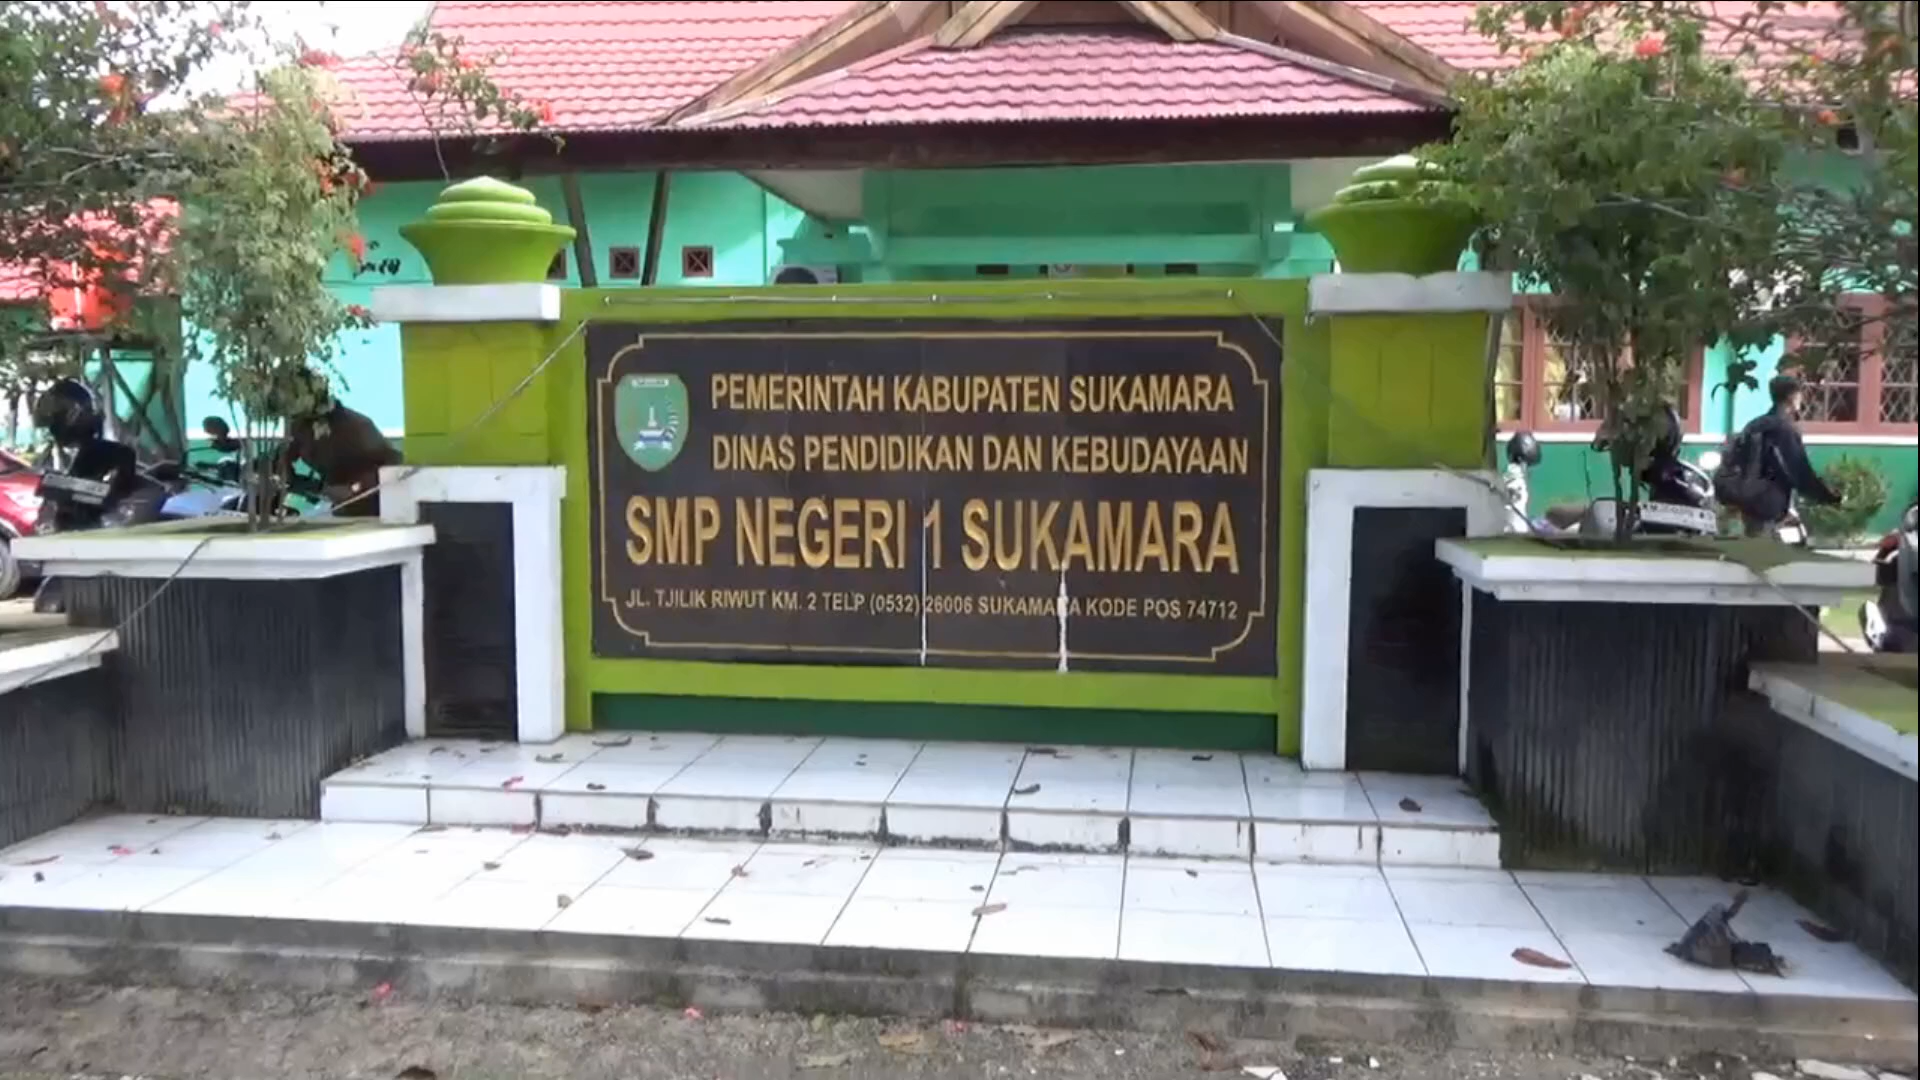 PEMERINTAH KABUPATEN SUKAMARA
DINAS PENDIDIKAN DAN KEBUDAYAAN
SMP NEGERI 1 SUKAMARA
JL. TJILIK RIWUT KM. 2 TELP (0532) 26006 SUKAMARA KODE POS 74712